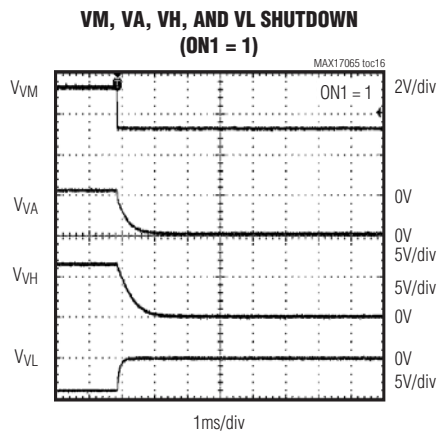 VM, VA, VH, AND VL SHUTDOWN
(ON1 = 1)
MAX17065 toc16
VVM
ON1 = 1
2V/div
T
VVA
0V
0V
5V/div
VVH
5V/div
0V
VVL
0V
5V/div
1ms/div